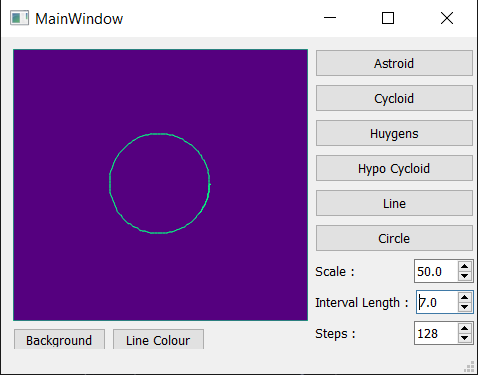 MainWindow
Astroid
Cycloid
Huygens
Hypo Cycloid
Line
Circle
Scale : 50.0
Interval Length : 7.0
Steps : 128
Background Line Colour